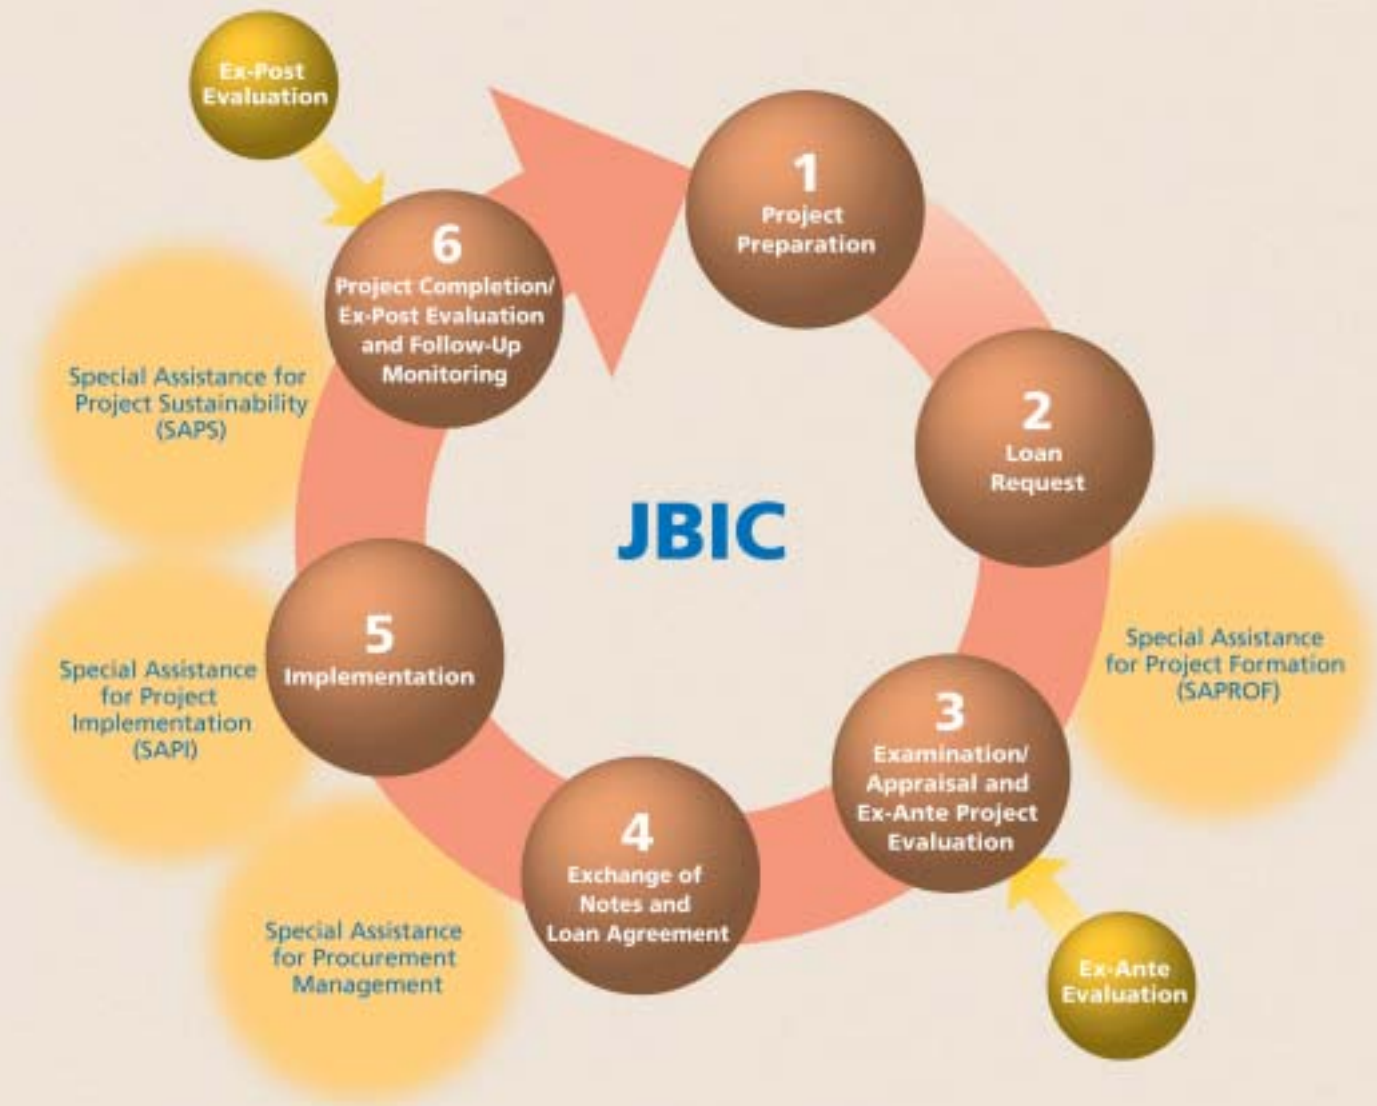 Ex-Post
Evaluation
1
Project
Preparation
6
Project Completion/
Ex-Post Evaluation
and Follow-Up
Monitoring
Special Assistance for
Project Sustainability
(SAPS)
2
Loan
Request
JBIC
5
Implementation
Special Assistance
for Project
Implementation
(SAPI)
Special Assistance
for Project Formation
(SAPROF)
3
Examination/
Appraisal and
Ex-Ante Project
Evaluation
4
Exchange of
Notes and
Loan Agreement
Special Assistance
for Procurement
Management
Ex-Ante
Evaluation